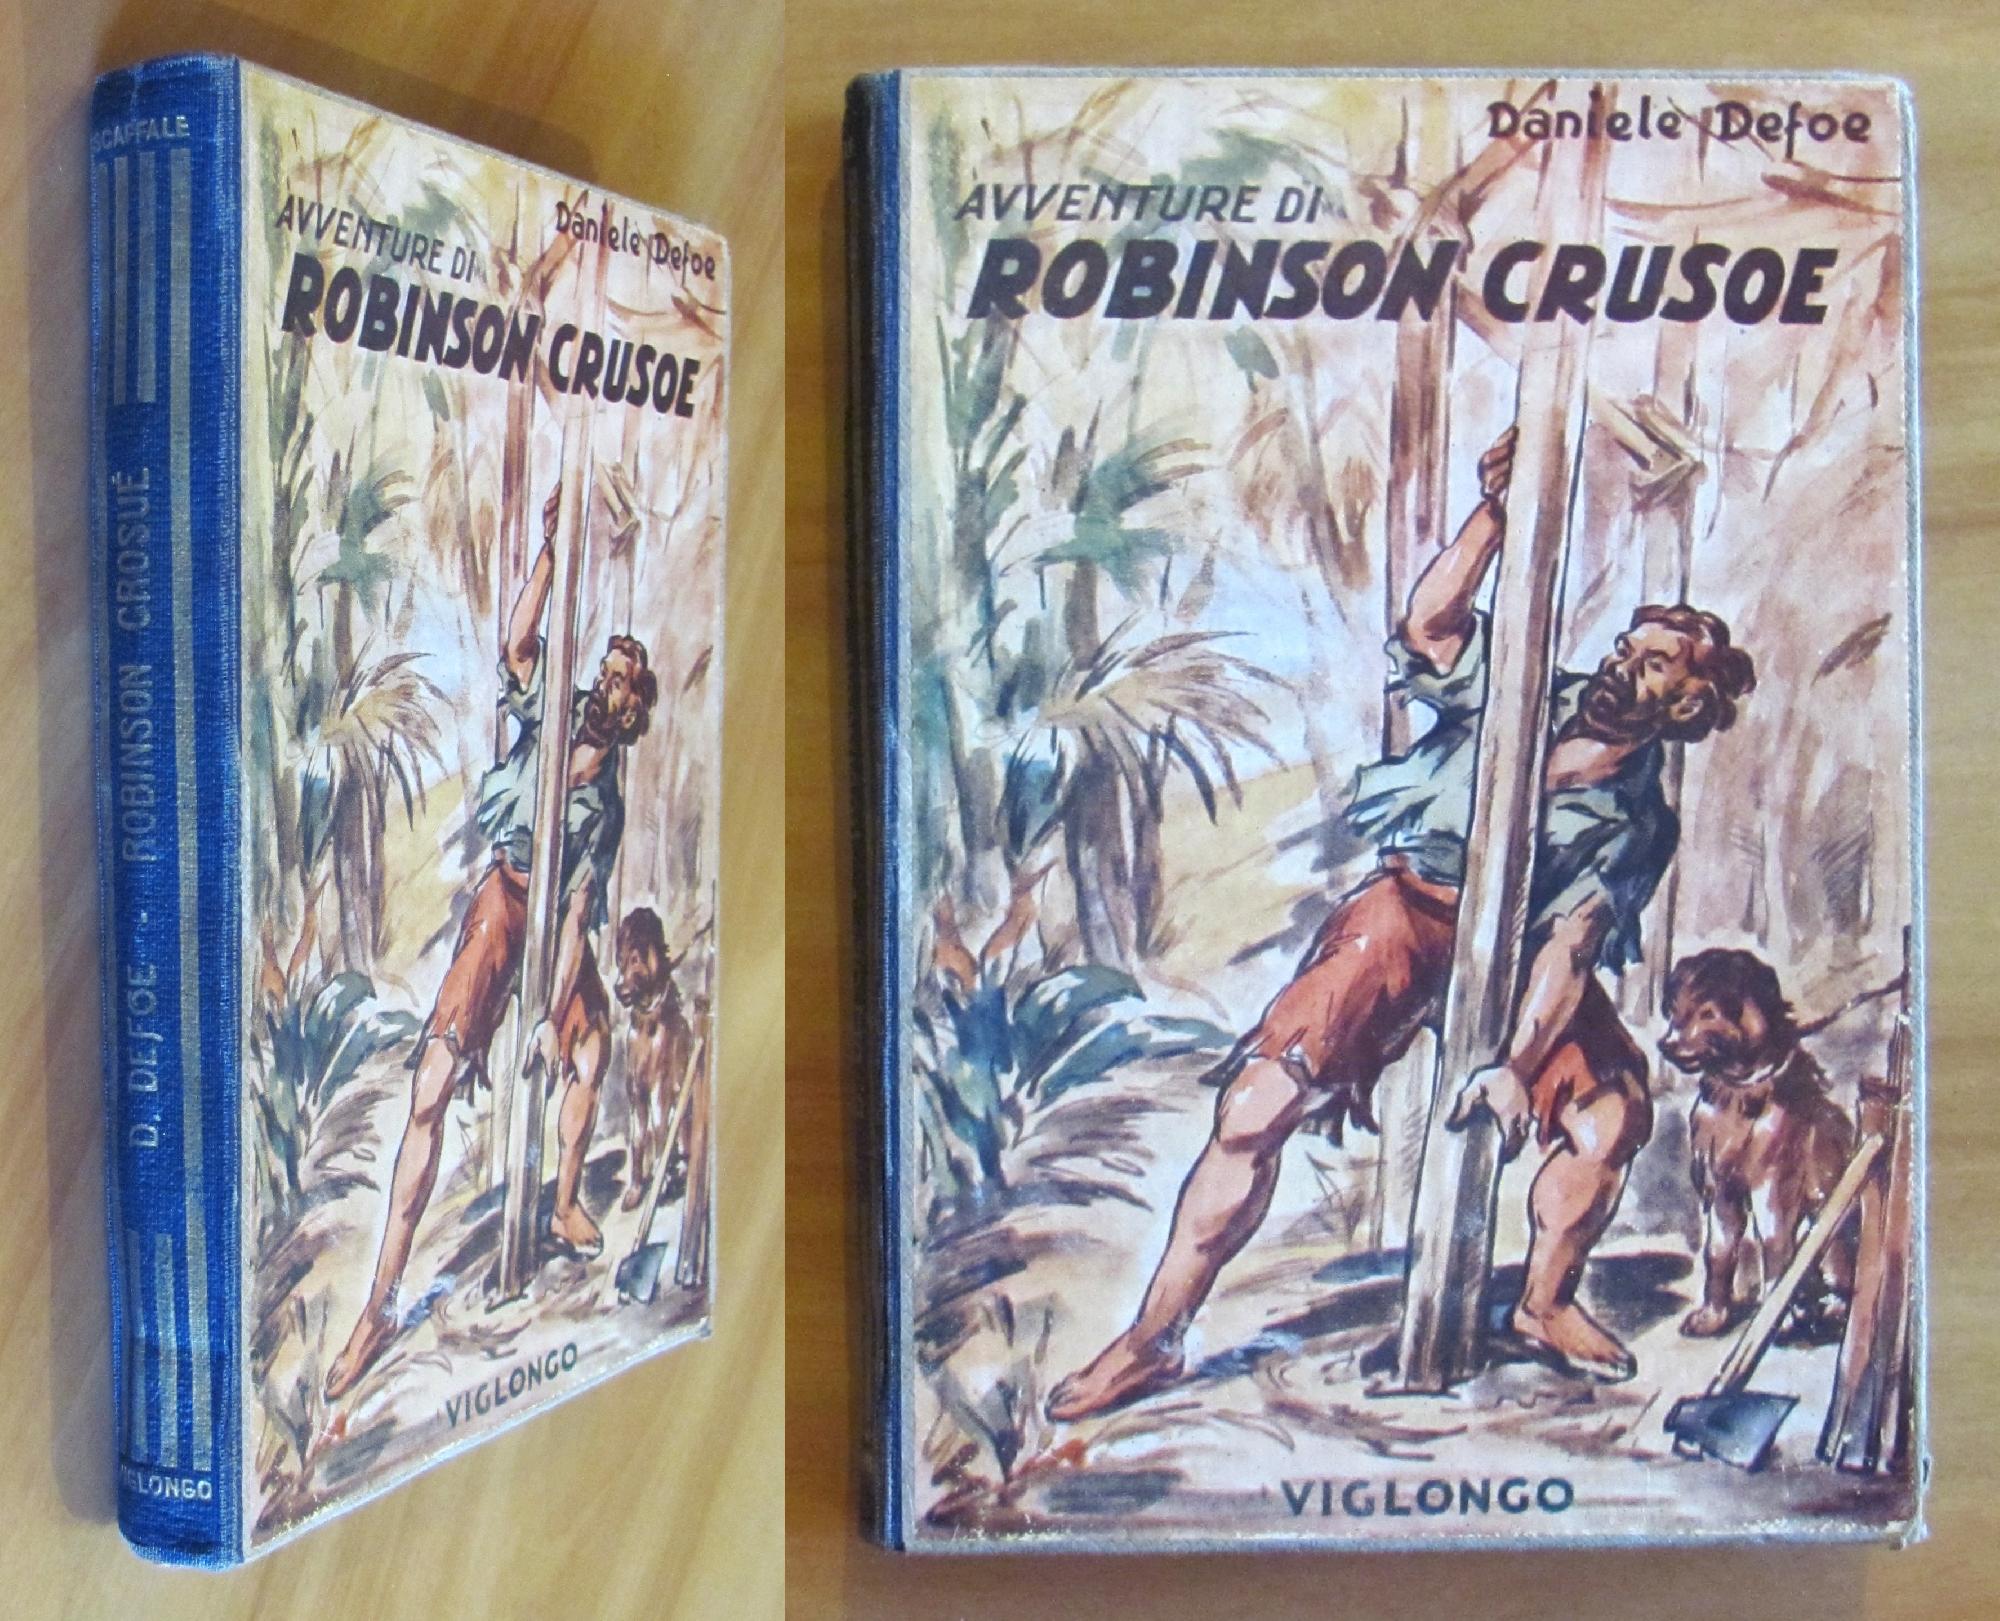 SCAFFALE
D. DEFOE - ROBINSON CROSUÈ
VIGLONGO
Daniele Defoe
AVVENTURE DI
ROBINSON CRUSOE
VIGLONGO
Daniele Defoe
AVVENTURE DI
ROBINSON CRUSOE
VIGLONGO